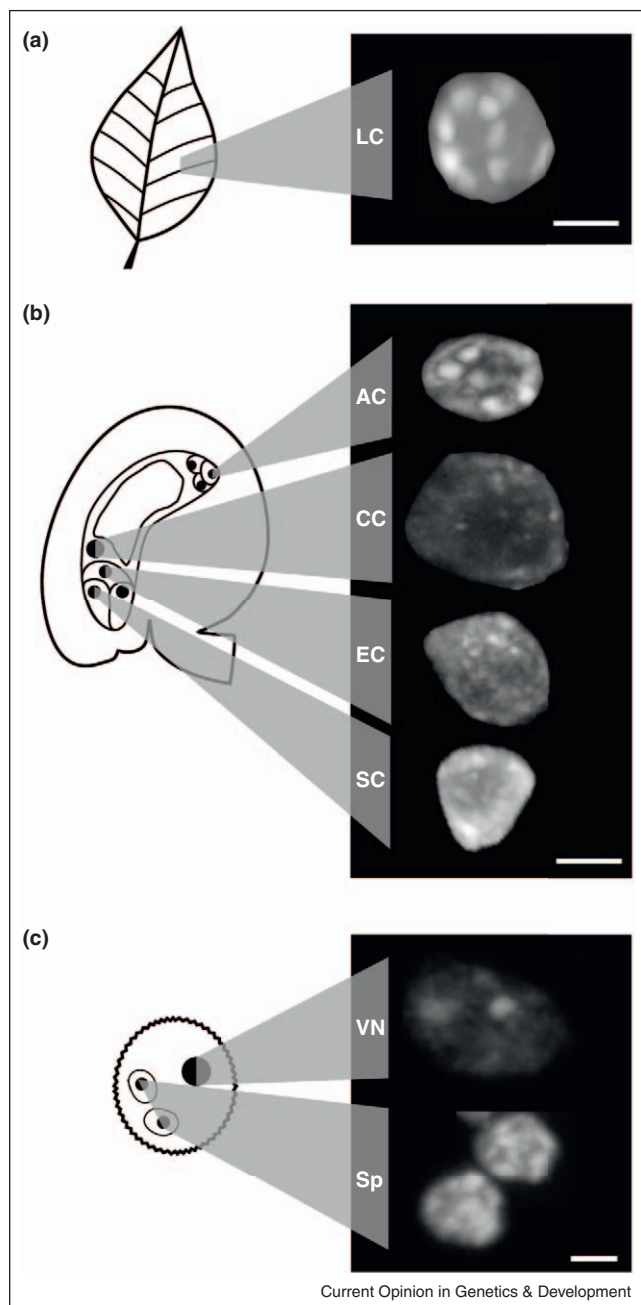 (a)
LC
(b)
AC
CC
EC
SC
(c)
VN
Sp
Current Opinion in Genetics & Development